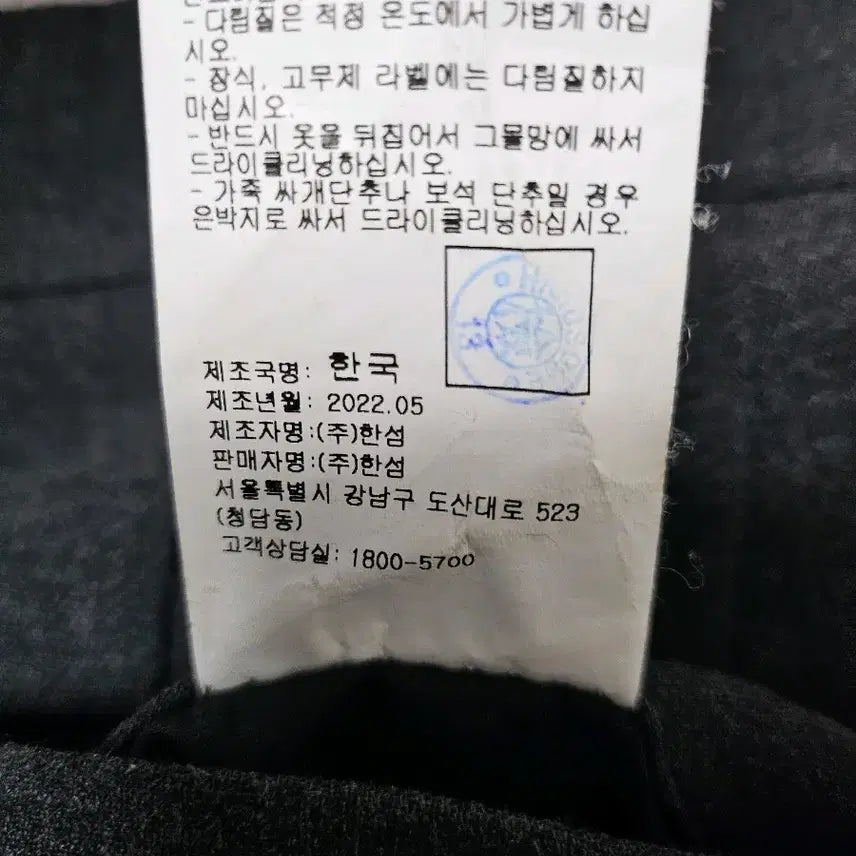 - 다림질은 적정 온도에서 가볍게 하십
시오.
- 장식, 고무제 라벨에는 다림질하지
마십시오.
- 반드시 옷을 뒤집어서 그물망에 싸서
드라이클리닝하십시오.
- 가죽 싸개단추나 보석 단추일 경우
은박지로 싸서 드라이클리닝하십시오.
제조국명: 한국
제조년월: 2022.05
제조자명:(주)한섬
판매자명:(주)한섬
서울특별시 강남구 도산대로 523
(청담동)
고객상담실: 1800-5700